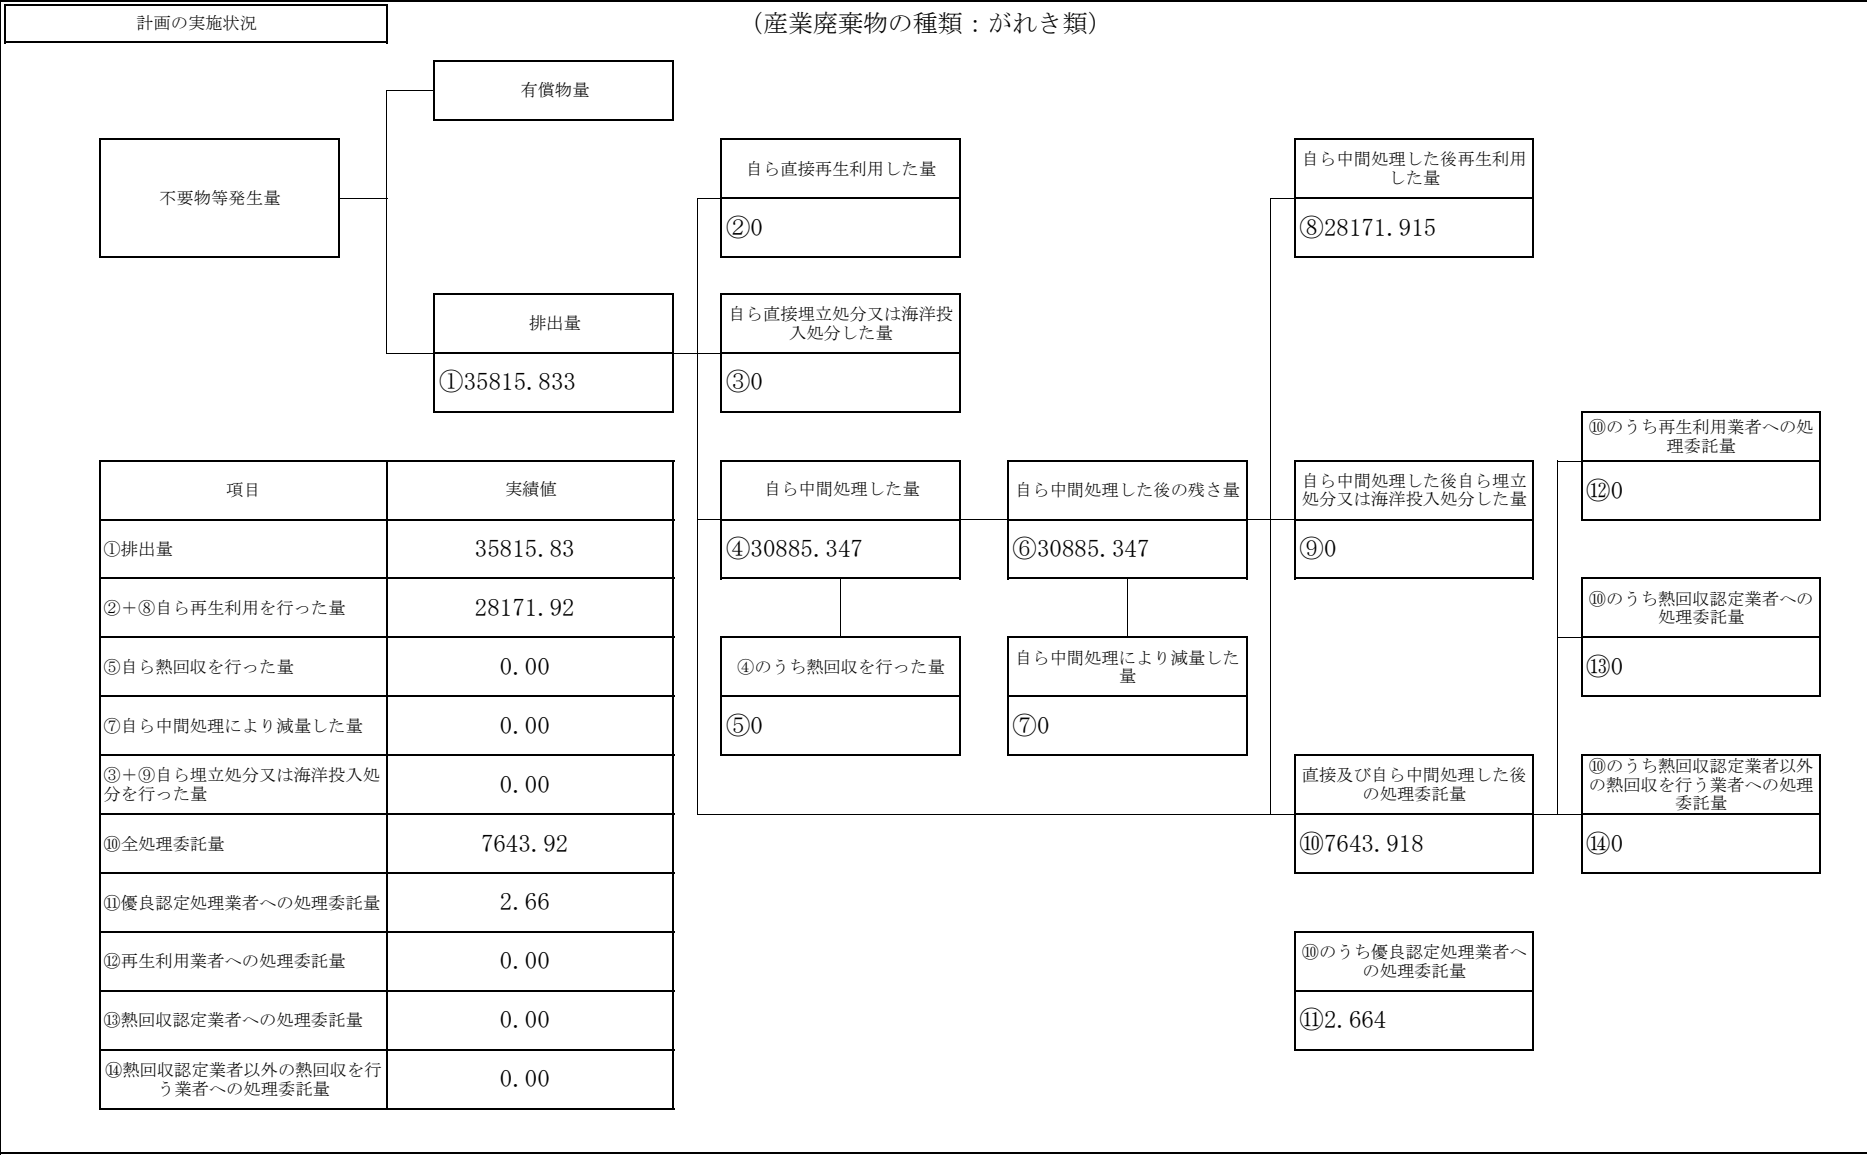 計画の実施状況
（産業廃棄物の種類：がれき類）
有償物量
不要物等発生量
自ら直接再生利用した量
②0
自ら中間処理した後再生利用
した量
⑧28171.915
排出量
①35815.833
自ら直接埋立処分又は海洋投
入処分した量
③0
項目
実績値
①排出量
35815.83
②＋⑧自ら再生利用を行った量
28171.92
⑤自ら熱回収を行った量
0.00
⑦自ら中間処理により減量した量
0.00
③＋⑨自ら埋立処分又は海洋投入処
分を行った量
0.00
⑩全処理委託量
7643.92
⑪優良認定処理業者への処理委託量
2.66
⑫再生利用業者への処理委託量
0.00
⑬熱回収認定業者への処理委託量
0.00
⑭熱回収認定業者以外の熱回収を行
う業者への処理委託量
0.00
自ら中間処理した量
④30885.347
④のうち熱回収を行った量
⑤0
自ら中間処理した後の残さ量
⑥30885.347
自ら中間処理により減量した
量
⑦0
自ら中間処理した後自ら埋立
処分又は海洋投入処分した量
⑨0
直接及び自ら中間処理した後
の処理委託量
⑩7643.918
⑩のうち優良認定処理業者へ
の処理委託量
⑪2.664
⑩のうち再生利用業者への処
理委託量
⑫0
⑩のうち熱回収認定業者への
処理委託量
⑬0
⑩のうち熱回収認定業者以外
の熱回収を行う業者への処理
委託量
⑭0